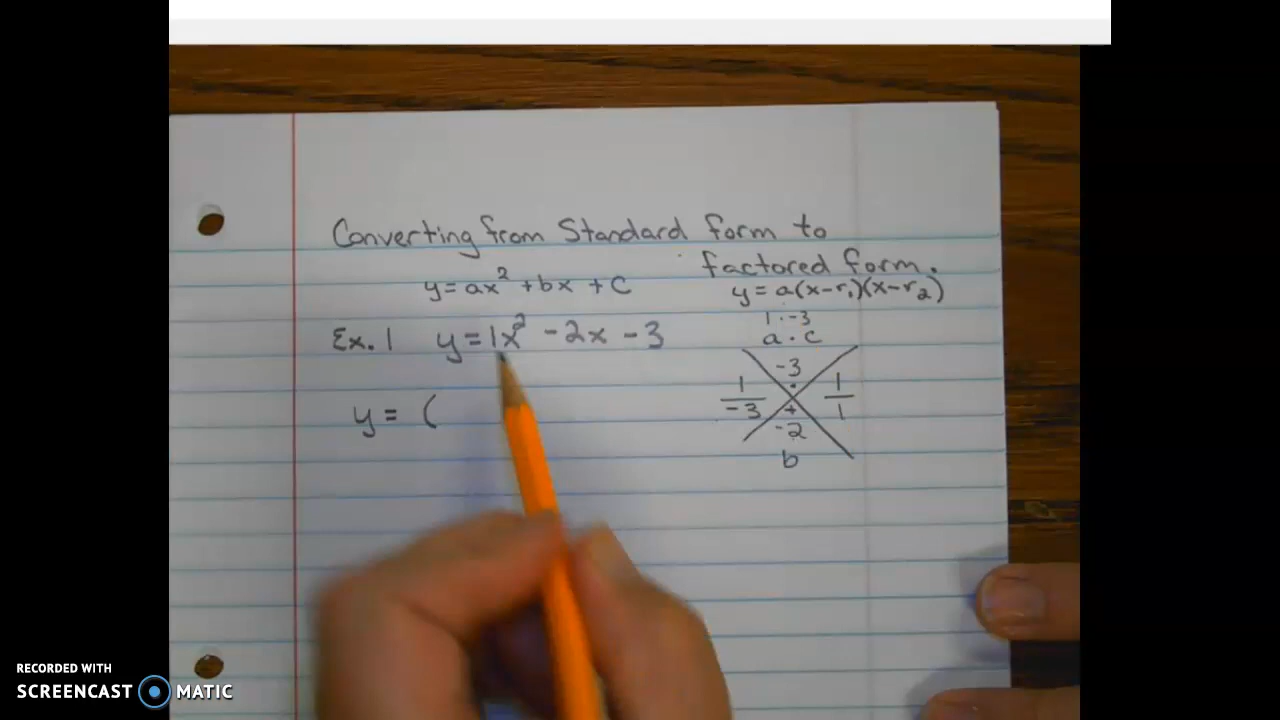 Converting from Standard form to
factored form.
y=ax²+bx+c
y=a(x-r₁)(x-r₂)
Ex. 1 y=1x²-2x-3
1·-3
a·c
-3
·
1 1
-3 1
+
-2
b
y= (
RECORDED WITH
SCREENCAST MATIC